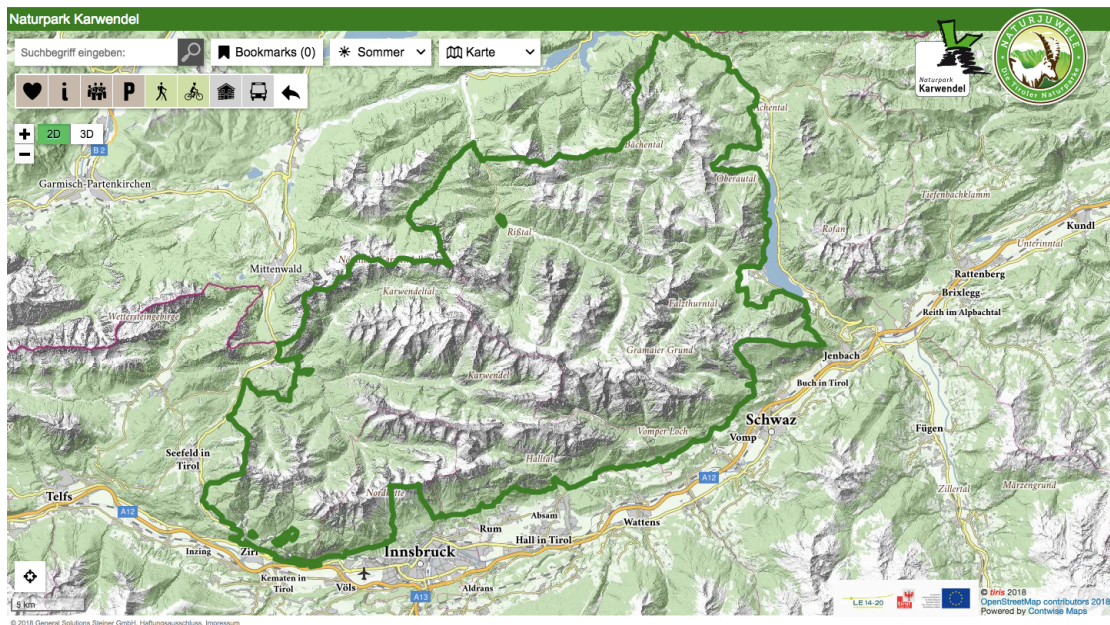 Naturpark Karwendel
Suchbegriff eingeben:
Bookmarks (0)
Sommer
Karte
Naturpark
Karwendel
NATURJUWELE
Die Tiroler Naturparke
i
P
+
2D
3D
−
B 2
Achental
Bächental
Garmisch-Partenkirchen
Oberautal
Tiefenbachklamm
Rißtal
Rofan
Kundl
Unterinntal
Mittenwald
Rattenberg
Karwendeltal
Brixlegg
Falzthurntal
Reith im Alpbachtal
Wettersteingebirge
Gramaier Grund
Jenbach
Karwendel
Buch in Tirol
Schwaz
Fügen
Vomper Loch
Vomp
Seefeld in
Tirol
Halltal
A12
Zillertal
Märzengrund
Telfs
Nordkette
A12
Absam
Wattens
Rum
Hall in Tirol
Inzing
Zirl
Innsbruck
Kematen in
Tirol
Völs
Aldrans
A13
5 km
LE 14-20
© tiris 2018
OpenStreetMap contributors 2018
Powered by Contwise Maps
© 2018 General Solutions Steiner GmbH, Haftungsausschluss, Impressum